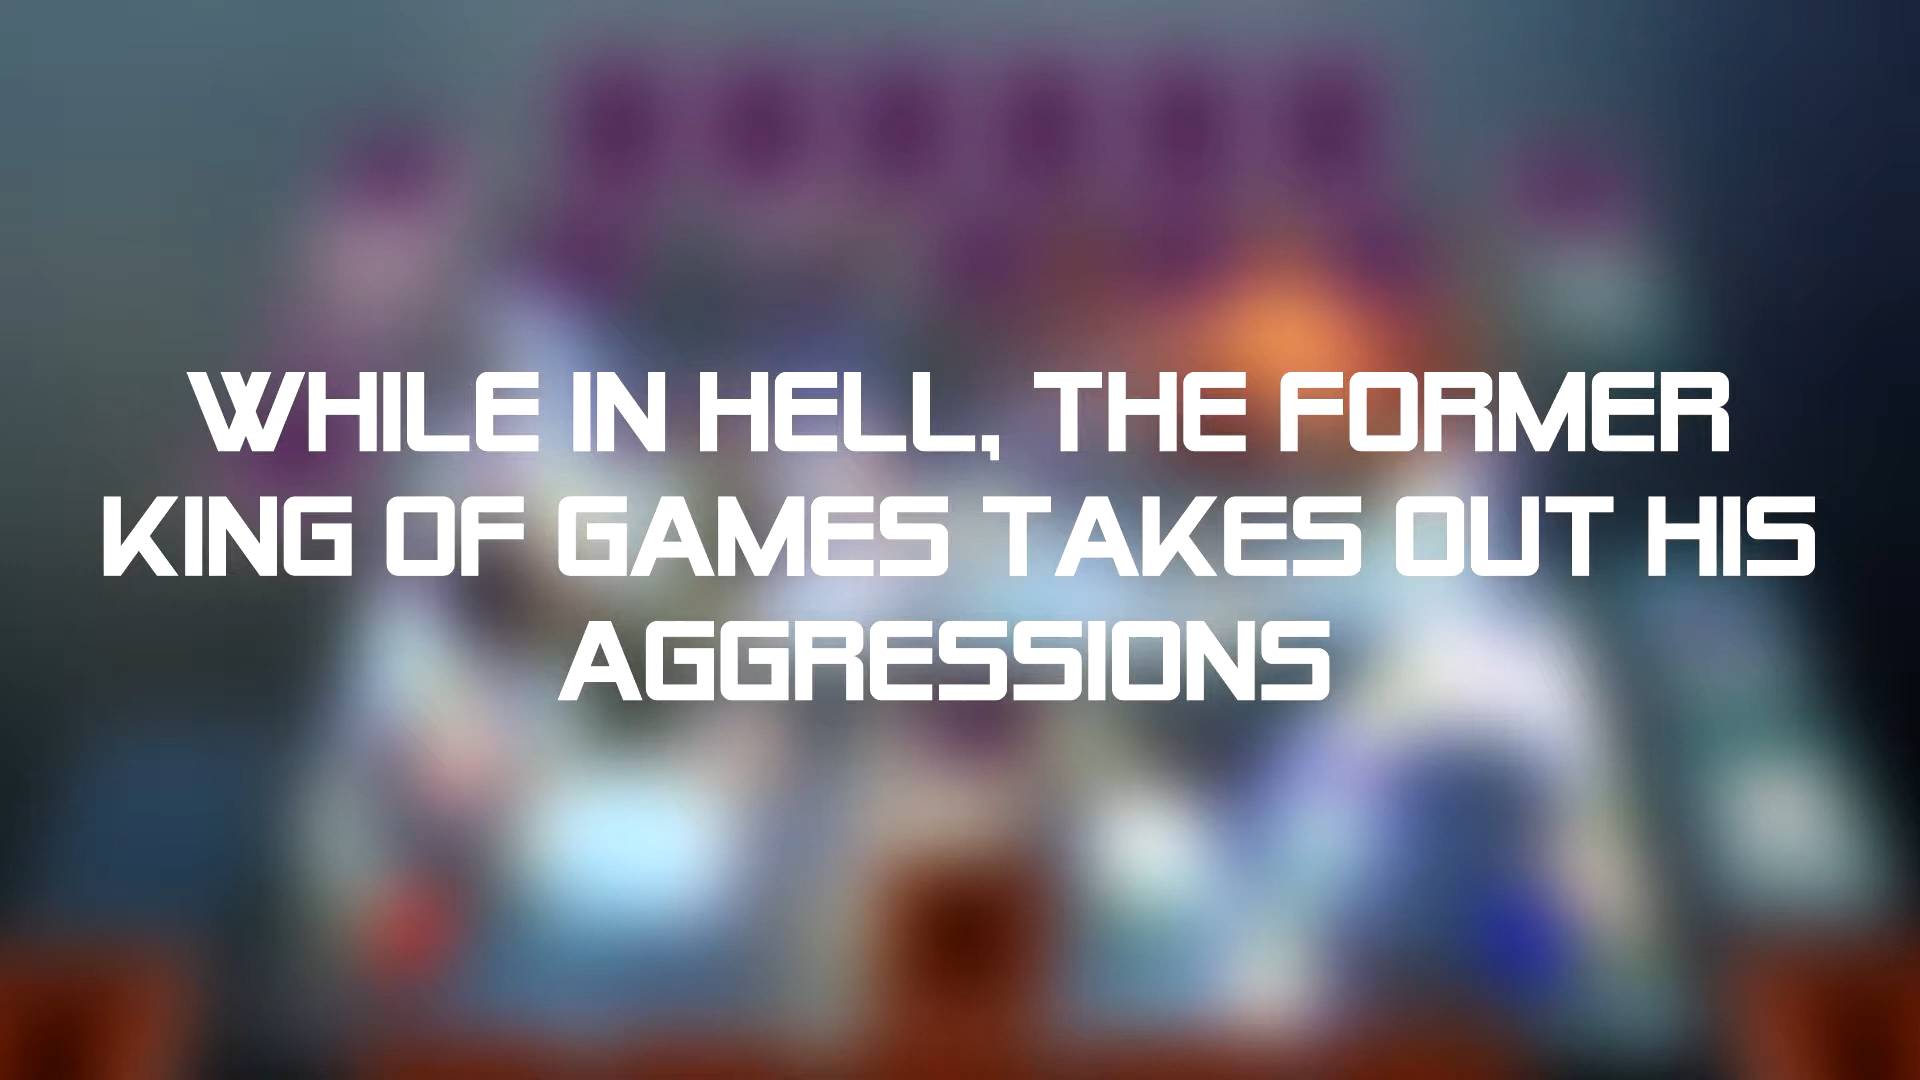 WHILE IN HELL, THE FORMER
KING OF GAMES TAKES OUT HIS
AGGRESSIONS